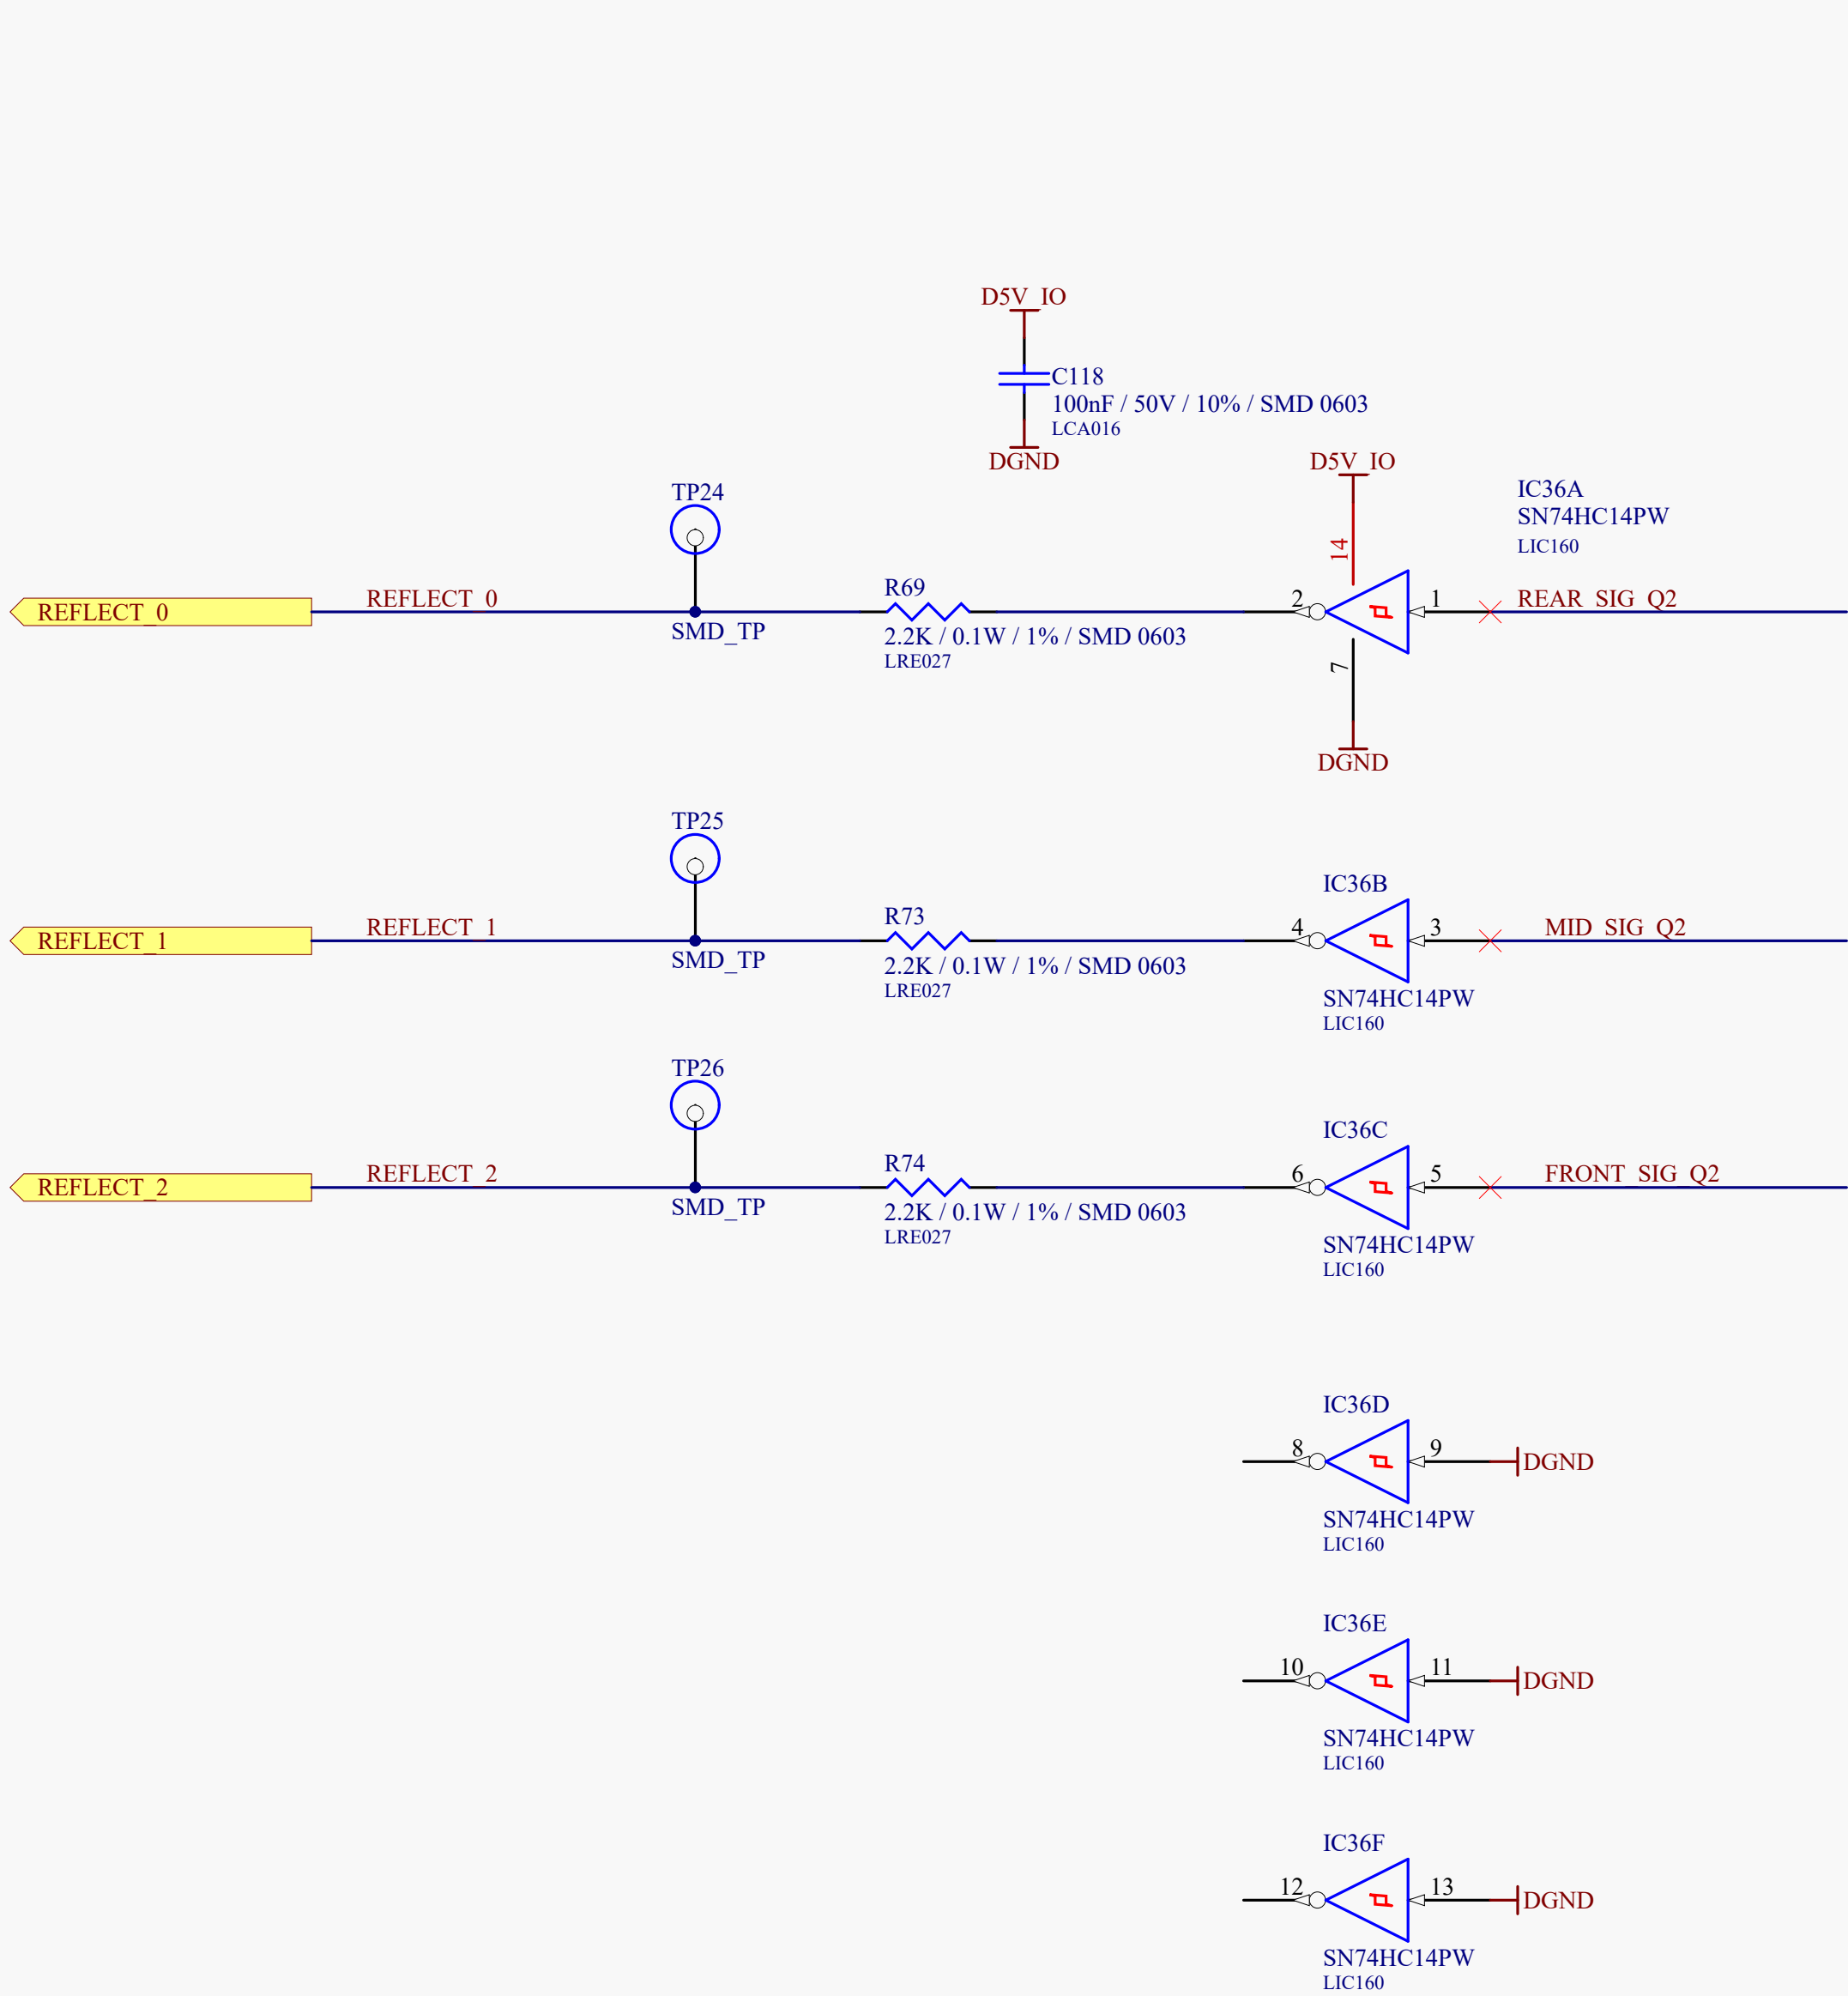 D5V_IO
C118
100nF / 50V / 10% / SMD 0603
LCA016
DGND
D5V_IO
IC36A
SN74HC14PW
LIC160
TP24
14
REFLECT_0
REFLECT_0
SMD_TP
R69
2.2K / 0.1W / 1% / SMD 0603
LRE027
2
1
REAR_SIG_Q2
7
DGND
TP25
REFLECT_1
REFLECT_1
SMD_TP
R73
2.2K / 0.1W / 1% / SMD 0603
LRE027
IC36B
4
3
MID_SIG_Q2
SN74HC14PW
LIC160
TP26
REFLECT_2
REFLECT_2
SMD_TP
R74
2.2K / 0.1W / 1% / SMD 0603
LRE027
IC36C
6
5
FRONT_SIG_Q2
SN74HC14PW
LIC160
IC36D
8
9
DGND
SN74HC14PW
LIC160
IC36E
10
11
DGND
SN74HC14PW
LIC160
IC36F
12
13
DGND
SN74HC14PW
LIC160